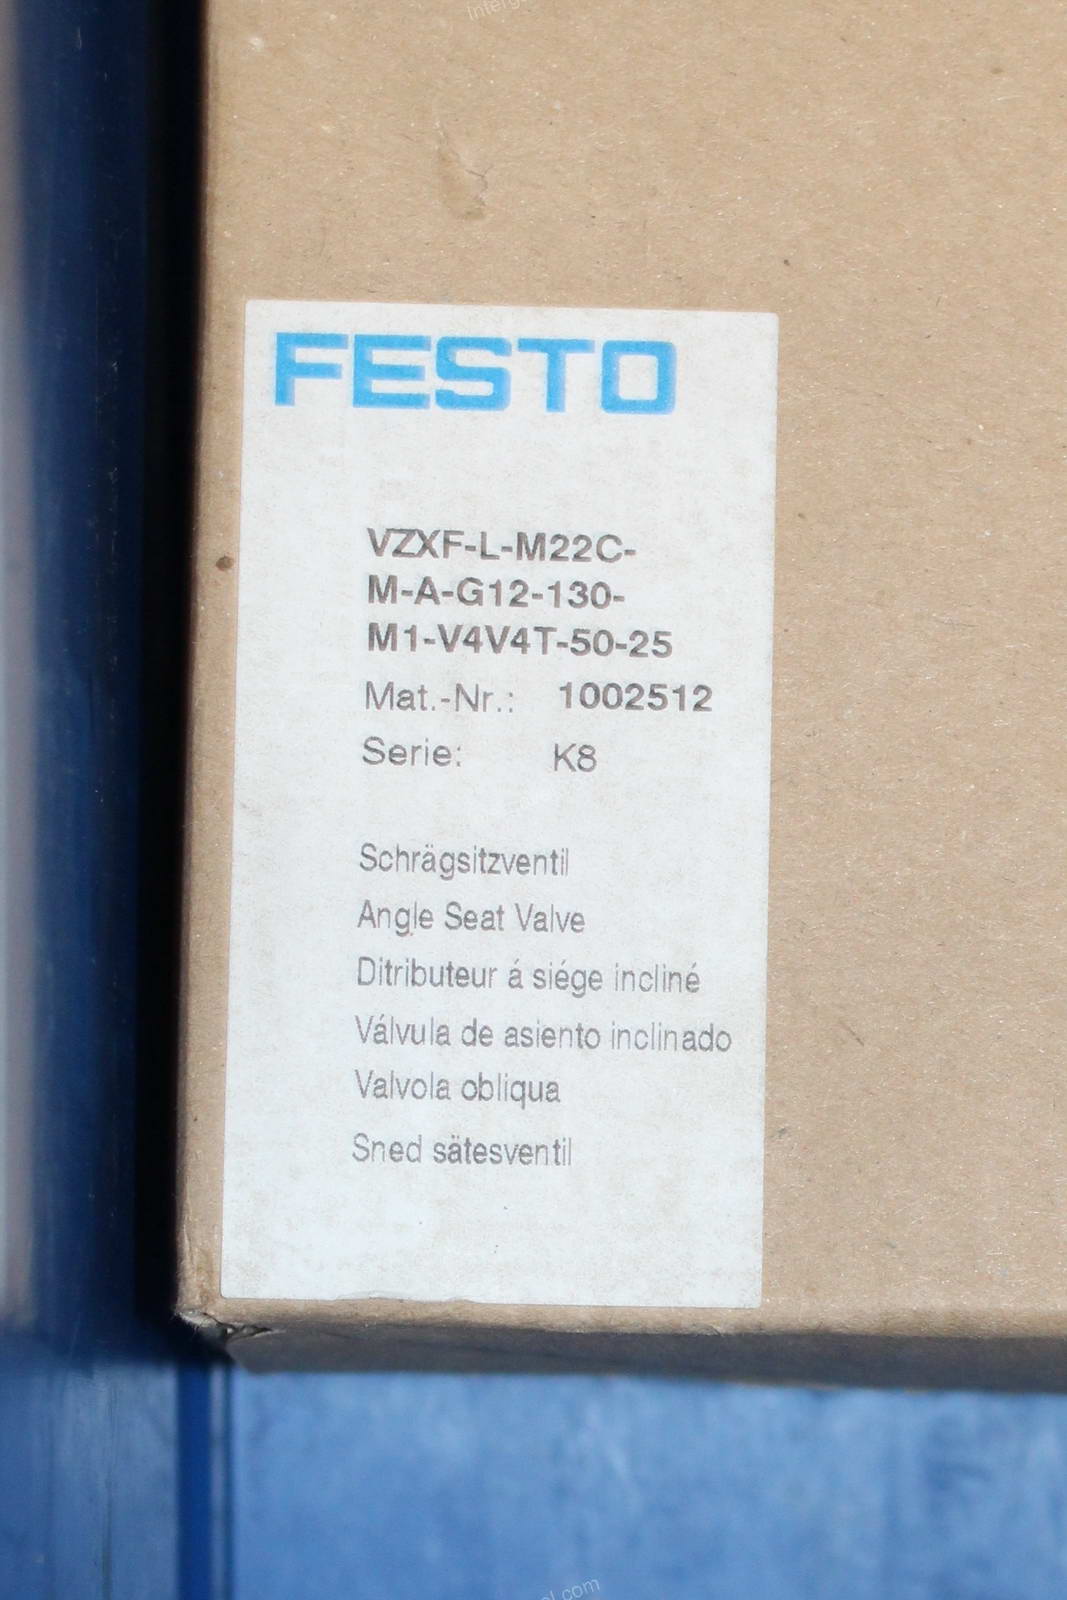 FESTO
VZXF-L-M22C-
M-A-G12-130-
M1-V4V4T-50-25
Mat.-Nr.: 1002512
Serie: K8
Schrägsitzventil
Angle Seat Valve
Ditributeur á siége incliné
Válvula de asiento inclinado
Valvola obliqua
Sned sätesventil